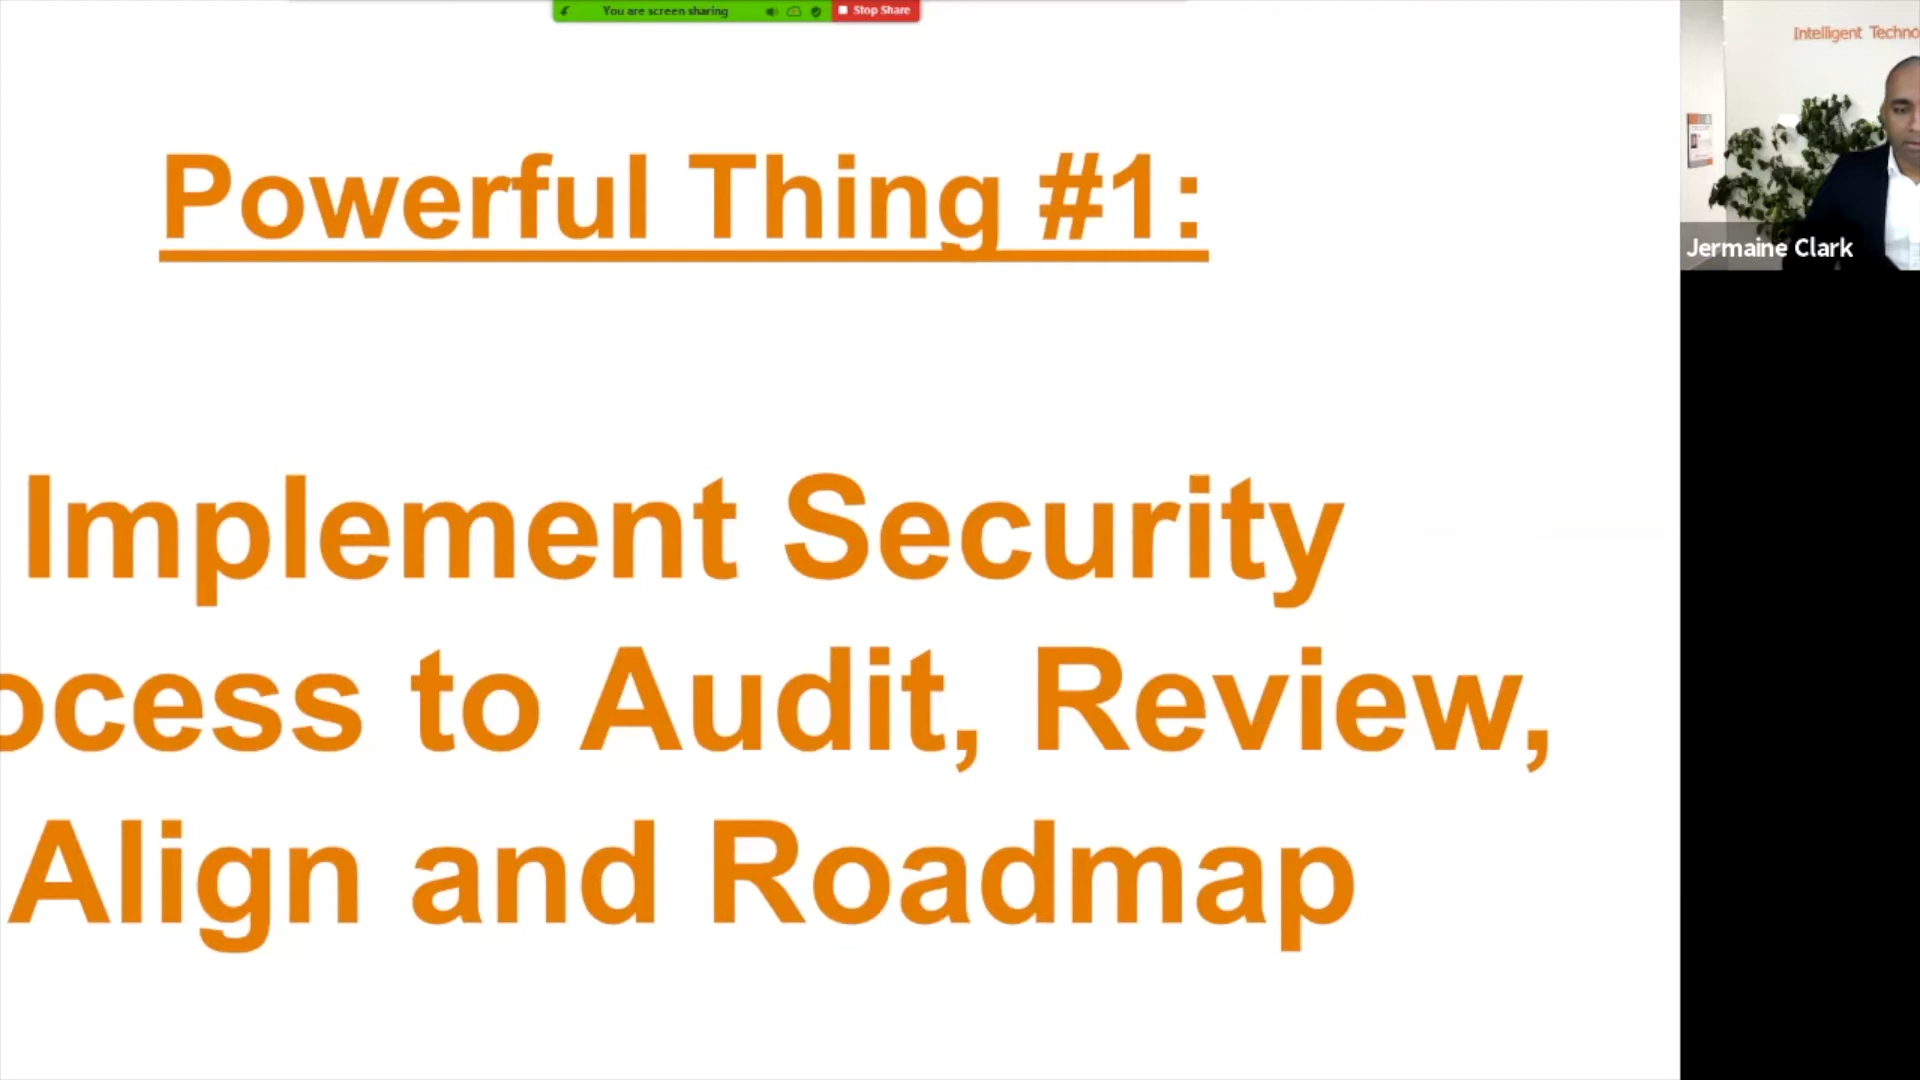 You are screen sharing
Stop Share
Intelligent Techno
Powerful Thing #1:
Jermaine Clark
Implement Security
ocess to Audit, Review,
Align and Roadmap